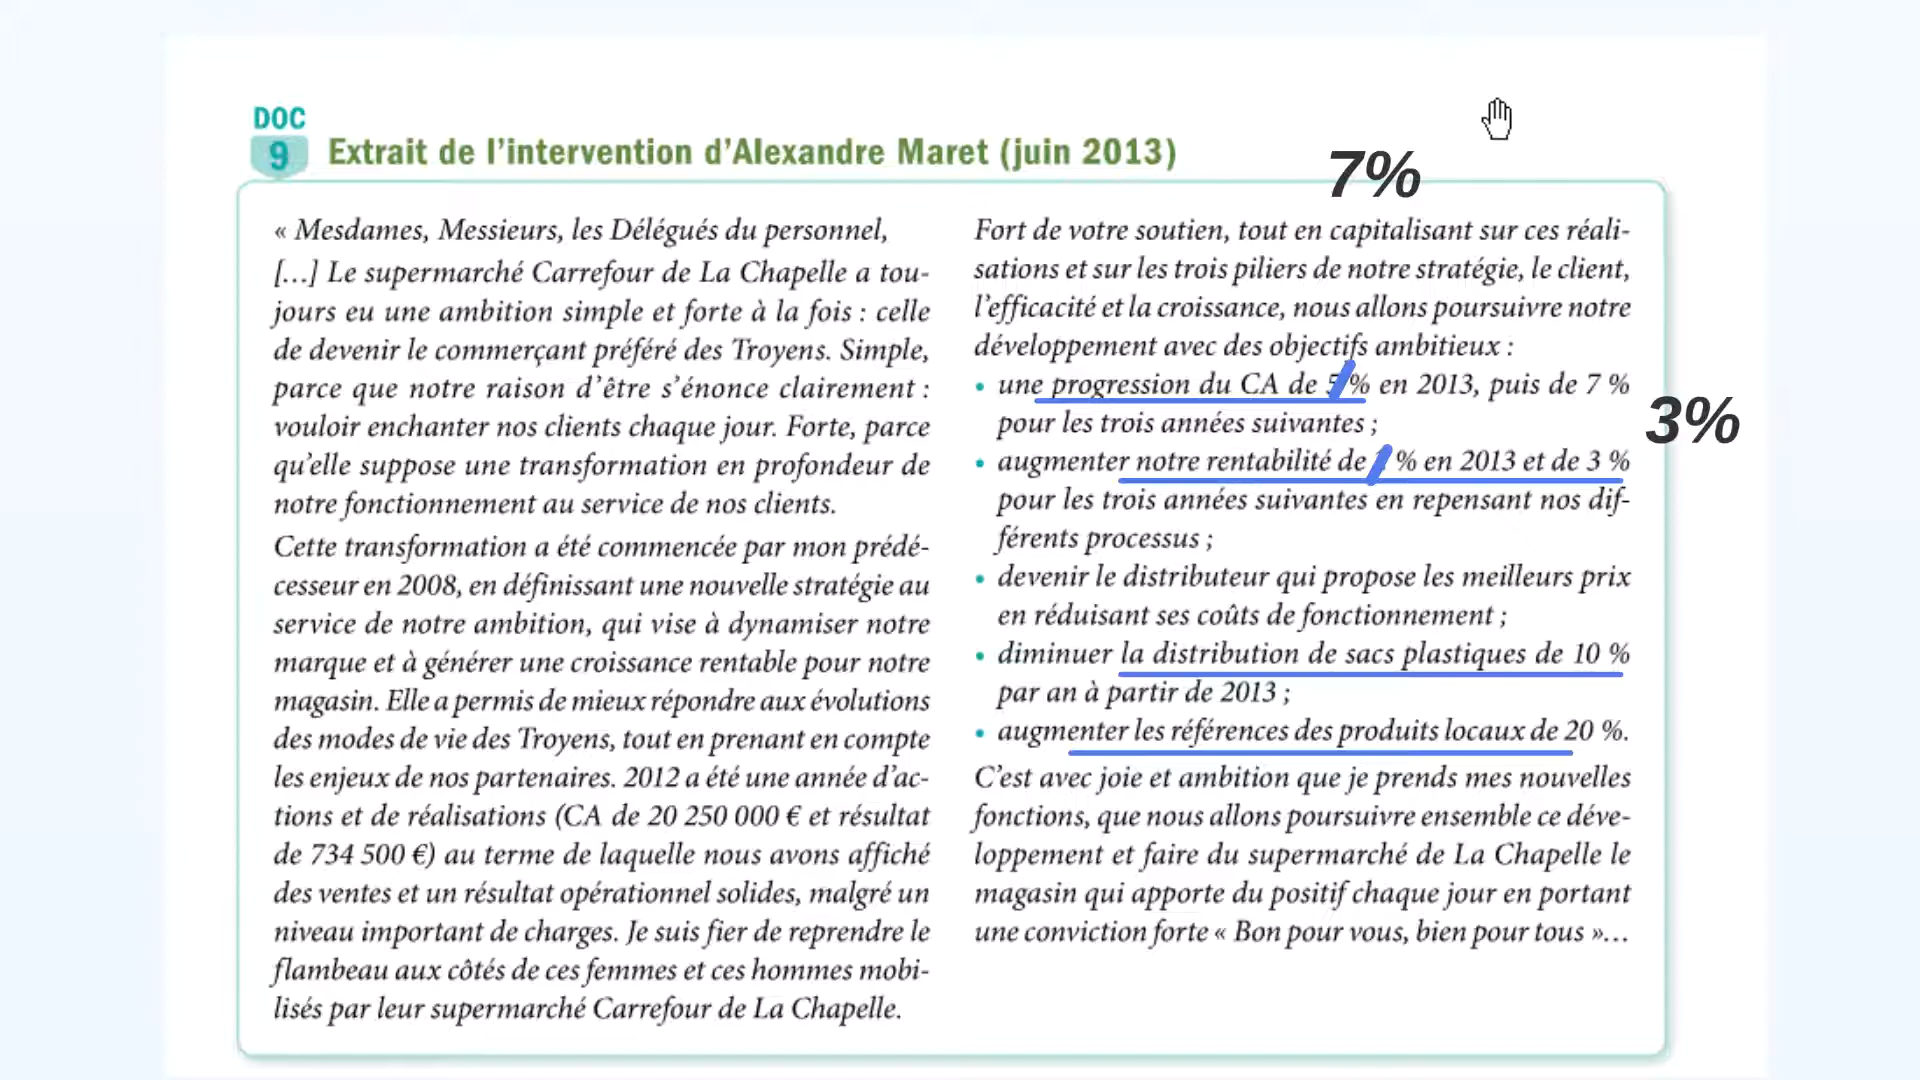 DOC
9
Extrait de l'intervention d'Alexandre Maret (juin 2013)
7%
« Mesdames, Messieurs, les Délégués du personnel,
[...] Le supermarché Carrefour de La Chapelle a tou-
jours eu une ambition simple et forte à la fois : celle
de devenir le commerçant préféré des Troyens. Simple,
parce que notre raison d'être s'énonce clairement :
vouloir enchanter nos clients chaque jour. Forte, parce
qu'elle suppose une transformation en profondeur de
notre fonctionnement au service de nos clients.
Cette transformation a été commencée par mon prédé-
cesseur en 2008, en définissant une nouvelle stratégie au
service de notre ambition, qui vise à dynamiser notre
marque et à générer une croissance rentable pour notre
magasin. Elle a permis de mieux répondre aux évolutions
des modes de vie des Troyens, tout en prenant en compte
les enjeux de nos partenaires. 2012 a été une année d'ac-
tions et de réalisations (CA de 20 250 000 € et résultat
de 734 500 €) au terme de laquelle nous avons affiché
des ventes et un résultat opérationnel solides, malgré un
niveau important de charges. Je suis fier de reprendre le
flambeau aux côtés de ces femmes et ces hommes mobi-
lisés par leur supermarché Carrefour de La Chapelle.
Fort de votre soutien, tout en capitalisant sur ces réali-
sations et sur les trois piliers de notre stratégie, le client,
l'efficacité et la croissance, nous allons poursuivre notre
développement avec des objectifs ambitieux :
• une progression du CA de 5 % en 2013, puis de 7 %
pour les trois années suivantes ;
3%
• augmenter notre rentabilité de % en 2013 et de 3 %
pour les trois années suivantes en repensant nos dif-
férents processus ;
• devenir le distributeur qui propose les meilleurs prix
en réduisant ses coûts de fonctionnement ;
• diminuer la distribution de sacs plastiques de 10 %
par an à partir de 2013 ;
• augmenter les références des produits locaux de 20 %.
C'est avec joie et ambition que je prends mes nouvelles
fonctions, que nous allons poursuivre ensemble ce déve-
loppement et faire du supermarché de La Chapelle le
magasin qui apporte du positif chaque jour en portant
une conviction forte « Bon pour vous, bien pour tous »...